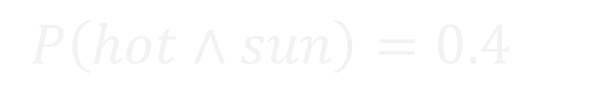 P(hot ∧ sun) = 0.4